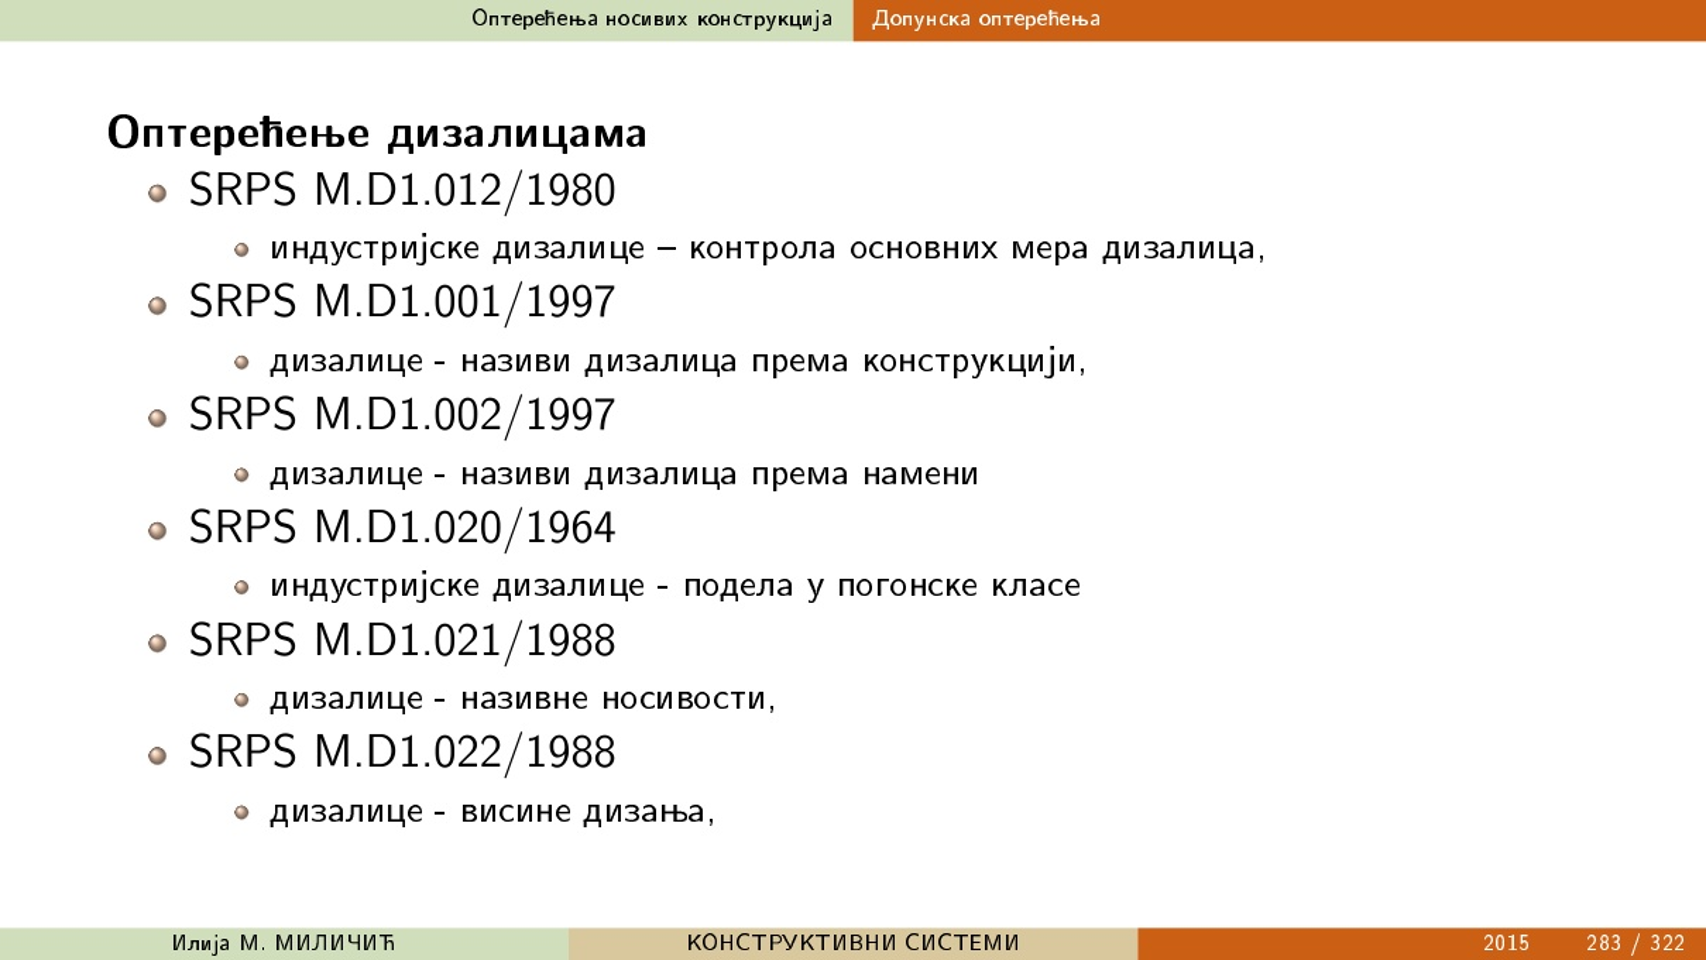 Оптерећења носивих конструкција Допунска оптерећења
Оптерећење дизалицама
SRPS M.D1.012/1980
индустријске дизалице – контрола основних мера дизалица,
SRPS M.D1.001/1997
дизалице - називи дизалица према конструкцији,
SRPS M.D1.002/1997
дизалице - називи дизалица према намени
SRPS M.D1.020/1964
индустријске дизалице - подела у погонске класе
SRPS M.D1.021/1988
дизалице - називне носивости,
SRPS M.D1.022/1988
дизалице - висине дизања,
Илија М. МИЛИЧИЋ КОНСТРУКТИВНИ СИСТЕМИ 2015 283 / 322